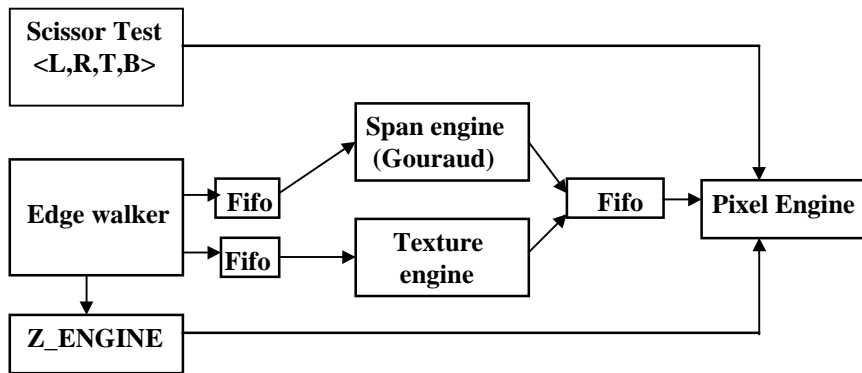 Scissor Test
<L,R,T,B>
Span engine
(Gouraud)
Edge walker
Fifo
Fifo
Texture
engine
Fifo
Pixel Engine
Z_ENGINE